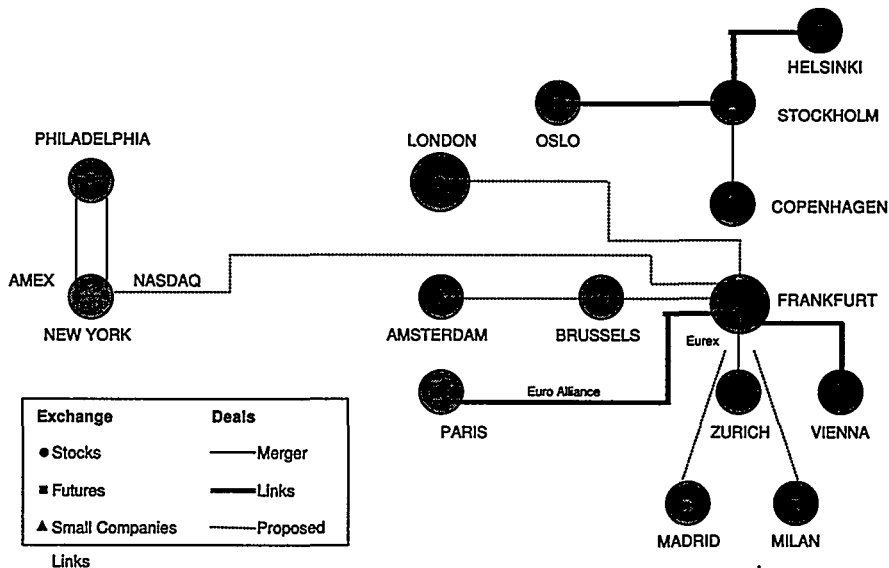 HELSINKI
STOCKHOLM
OSLO
LONDON
PHILADELPHIA
COPENHAGEN
AMEX
NASDAQ
NEW YORK
AMSTERDAM
BRUSSELS
FRANKFURT
Eurex
Euro Alliance
PARIS
ZURICH
VIENNA
MADRID
MILAN
Exchange Deals
Stocks Merger
Futures Links
Small Companies Proposed
Links